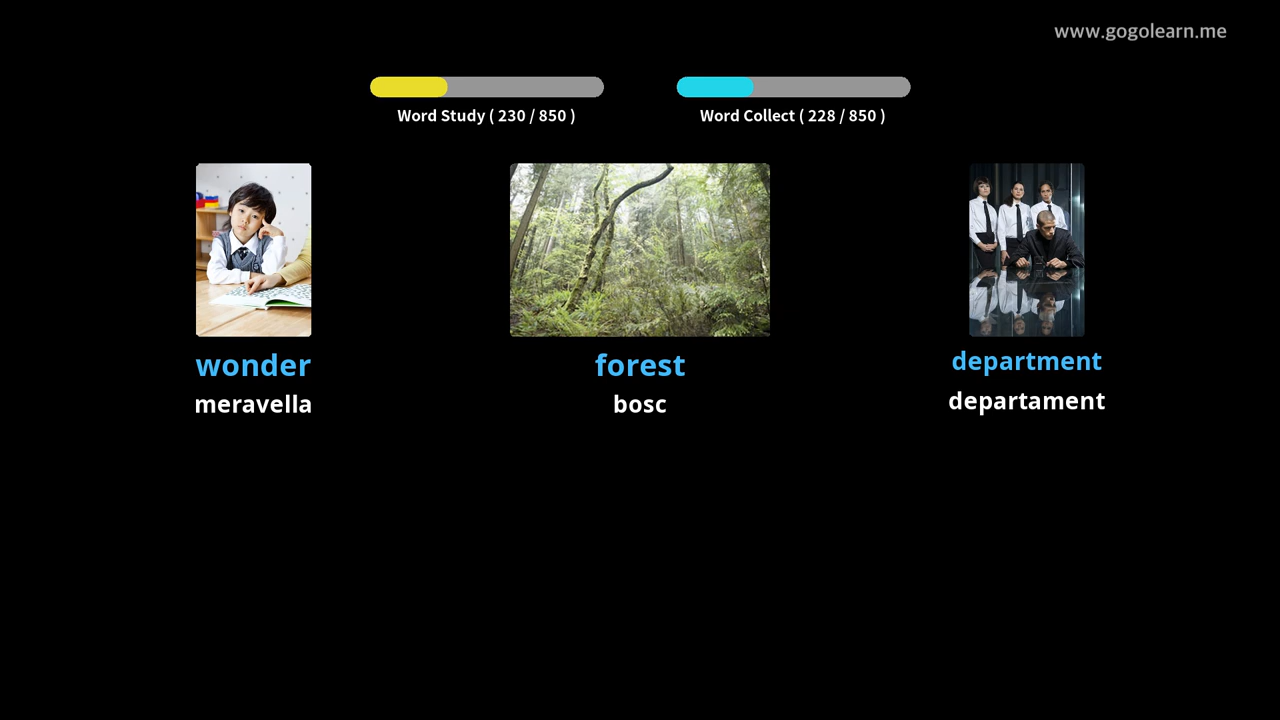 www.gogolearn.me
Word Study ( 230 / 850 )
Word Collect ( 228 / 850 )
wonder
meravella
forest
bosc
department
departament